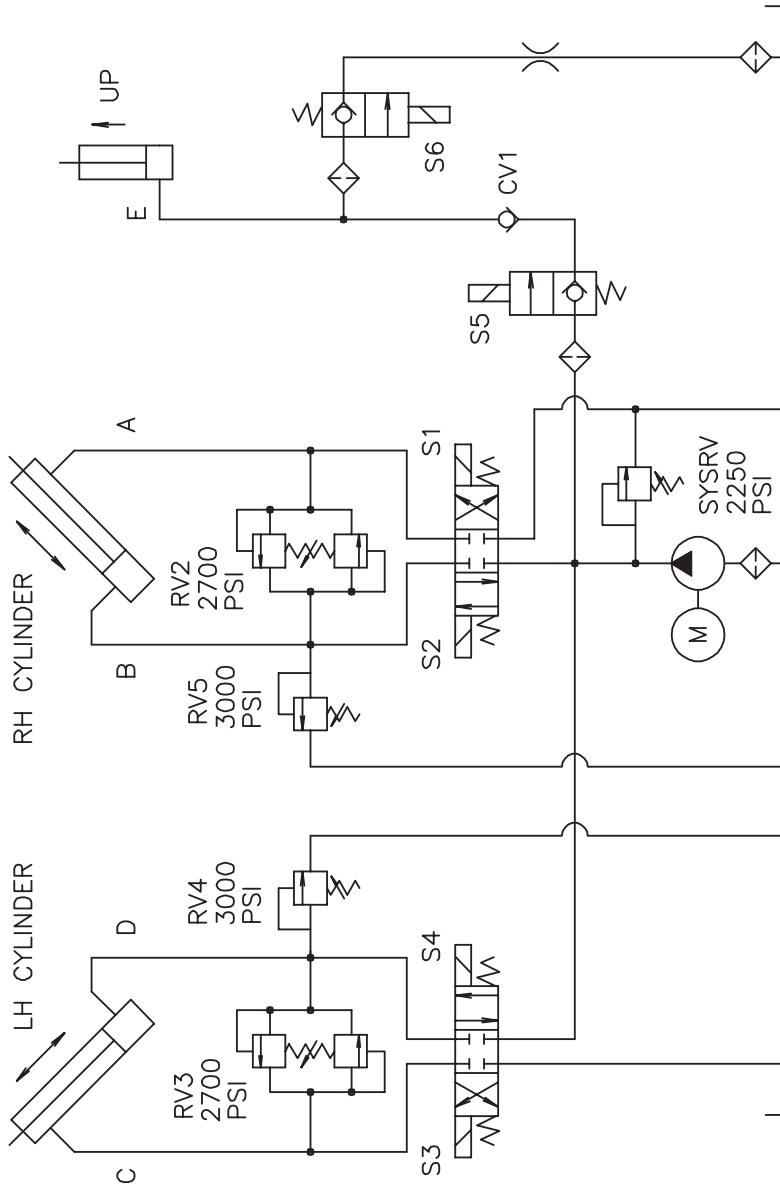 LH CYLINDER
RH CYLINDER
UP
C
D
B
A
E
RV3
2700
PSI
RV4
3000
PSI
RV5
3000
PSI
RV2
2700
PSI
S3
S4
S2
S1
S5
S6
CV1
M
SYSRV
2250
PSI